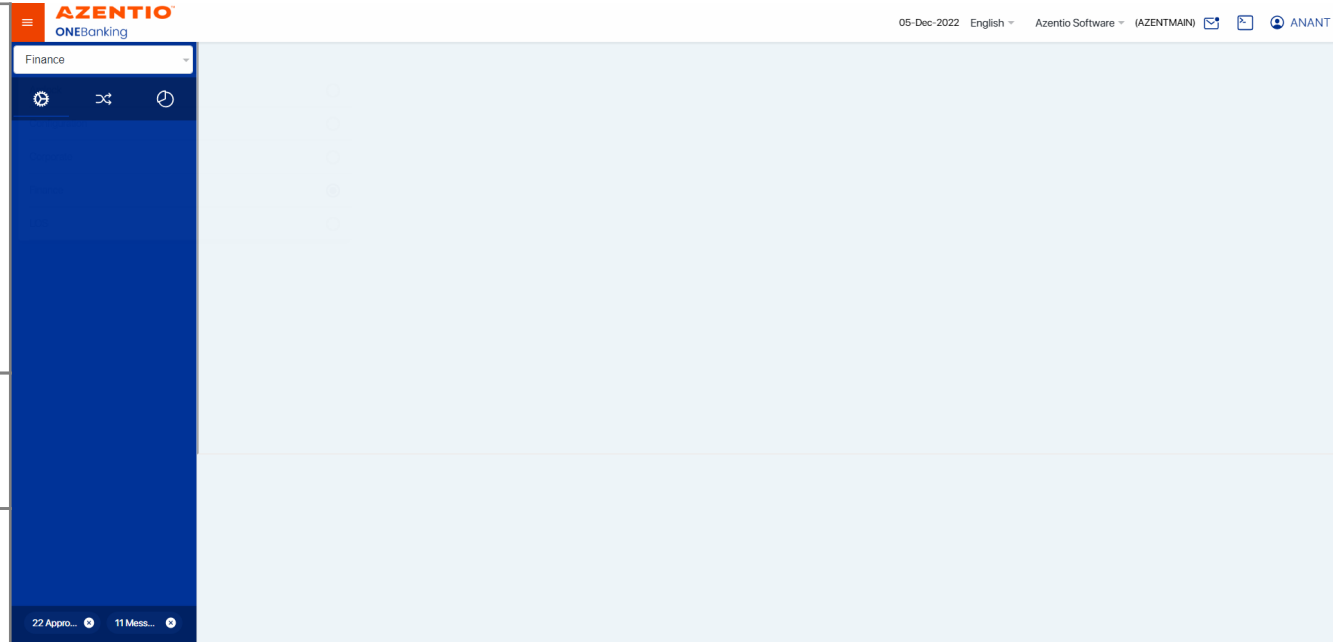 AZENTIO
ONEBanking
05-Dec-2022 English Azentio Software (AZENTMAIN) ANANT
Finance
22 Appro... 11 Mess...